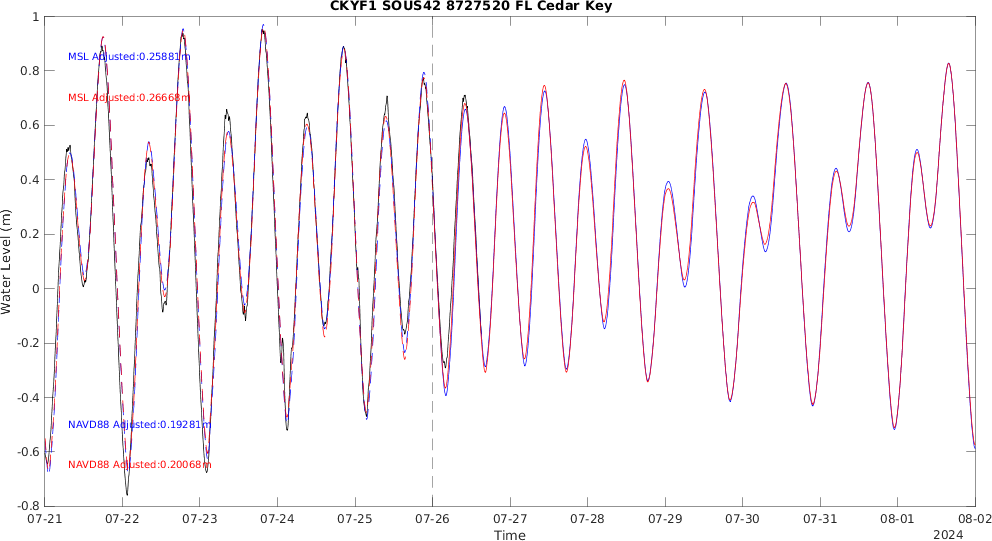 CKYF1 SOUS42 8727520 FL Cedar Key
1
0.8
0.6
0.4
0.2
0
-0.2
-0.4
-0.6
-0.8
Water Level (m)
MSL Adjusted:0.25881m
MSL Adjusted:0.26668m
NAVD88 Adjusted:0.19281m
NAVD88 Adjusted:0.20068m
07-21 07-22 07-23 07-24 07-25 07-26 07-27 07-28 07-29 07-30 07-31 08-01 08-02
Time
2024